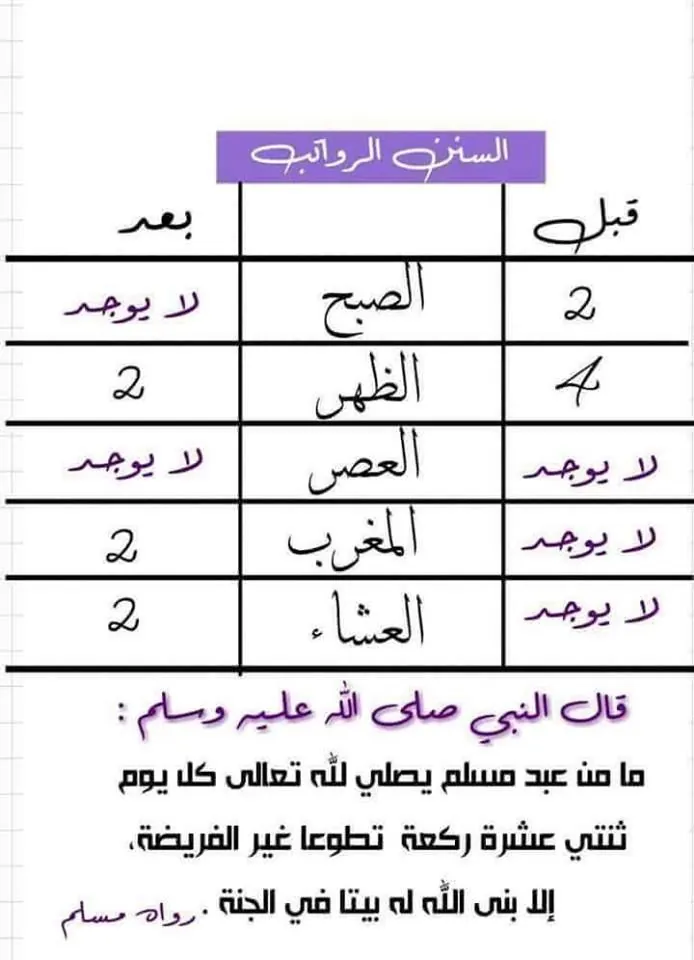 السنن الرواتب
قبل بعد
2 الصبح لا يوجد
4 الظهر 2
لا يوجد العصر لا يوجد
لا يوجد المغرب 2
لا يوجد العشاء 2
قال النبي صلى الله عليه وسلم :
ما من عبد مسلم يصلي لله تعالى كل يوم
ثنتي عشرة ركعة تطوعا غير الفريضة،
إلا بنى الله له بيتا في الجنة . رواه مسلم